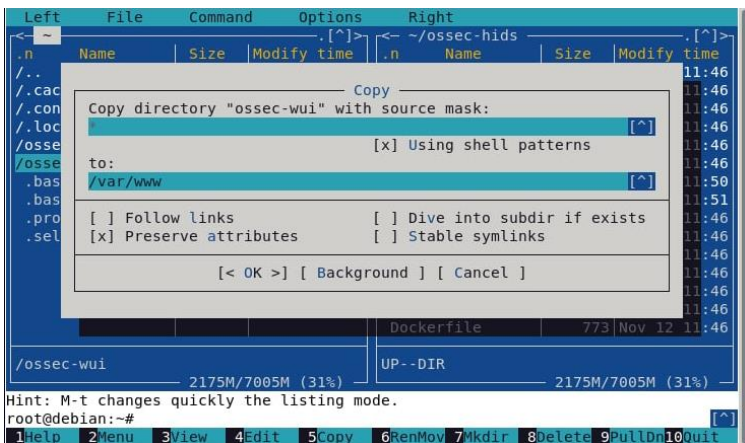 Left File Command Options Right
<─ ~ .[^]> <─ ~/ossec-hids .[^]>
.n Name Size Modify time .n Name Size Modify time
/.. 11:46
/.cac 11:46
/.con 11:46
/.loc 11:46
/osse 11:46
/osse 11:46
.bas 11:50
.bas 11:51
.pro 11:46
.sel 11:46
11:46
11:46
11:46
Copy
Copy directory "ossec-wui" with source mask:
* [^]
[x] Using shell patterns
to:
/var/www [^]
[ ] Follow links [ ] Dive into subdir if exists
[x] Preserve attributes [ ] Stable symlinks
[< OK >] [ Background ] [ Cancel ]
Dockerfile 773 Nov 12 11:46
/ossec-wui UP--DIR
2175M/7005M (31%) 2175M/7005M (31%)
Hint: M-t changes quickly the listing mode.
root@debian:~# [^]
1Help 2Menu 3View 4Edit 5Copy 6RenMov 7Mkdir 8Delete 9PullDn 10Quit